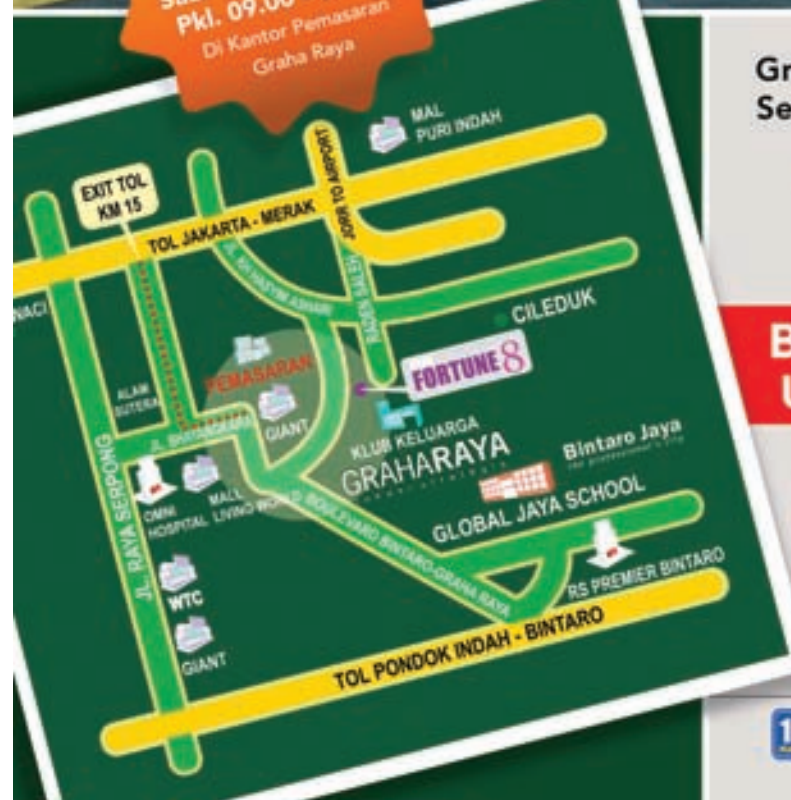 Pkl. 09.00
Di Kantor Pemasaran
Graha Raya
Gr
Se
MAL
PURI INDAH
EXIT TOL
KM 15
JORR TO AIRPORT
TOL JAKARTA - MERAK
JL. KH HASYIM ASHARI
RADEN SALEH
CILEDUK
PEMASARAN
FORTUNE8
ALAM
SUTERA
GIANT
KLUB KELUARGA
GRAHARAYA
Bintaro Jaya
JL. RAYA SERPONG
OMNI
HOSPITAL
MALL
LIVING WORLD
GLOBAL JAYA SCHOOL
BOULEVARD BINTARO-GRAHA RAYA
RS PREMIER BINTARO
WTC
GIANT
TOL PONDOK INDAH - BINTARO
B